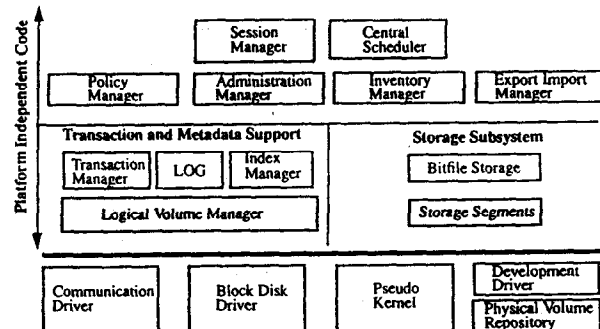 Platform Independent Code
Session
Manager
Central
Scheduler
Policy
Manager
Administration
Manager
Inventory
Manager
Export Import
Manager
Transaction and Metadata Support
Transaction
Manager
LOG
Index
Manager
Logical Volume Manager
Storage Subsystem
Bitfile Storage
Storage Segments
Communication
Driver
Block Disk
Driver
Pseudo
Kernel
Development
Driver
Physical Volume
Repository